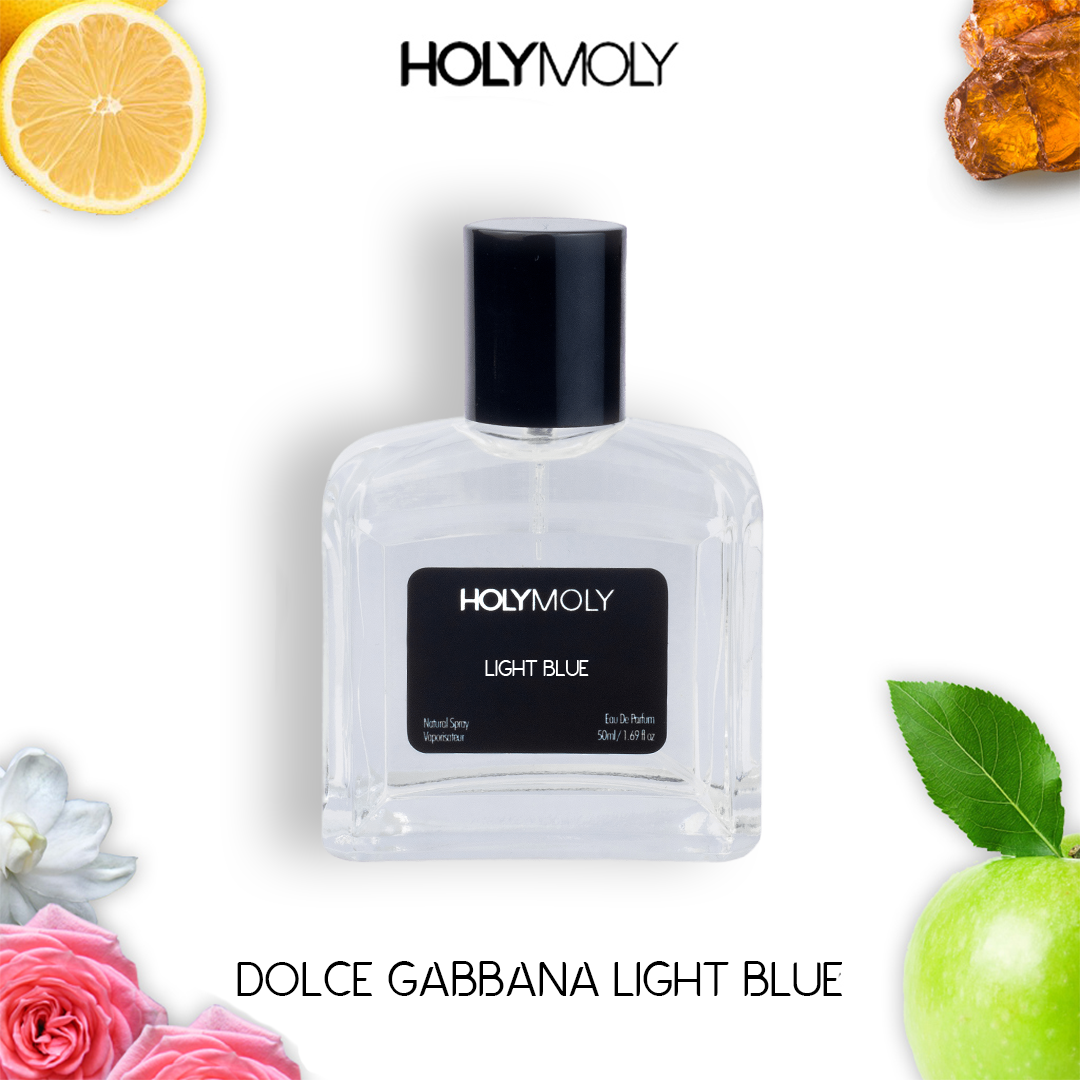 HOLYMOLY
HOLYMOLY
LIGHT BLUE
Natural Spray
Vaporisateur
Eau De Parfum
50ml / 1.69 fl oz
DOLCE GABBANA LIGHT BLUE